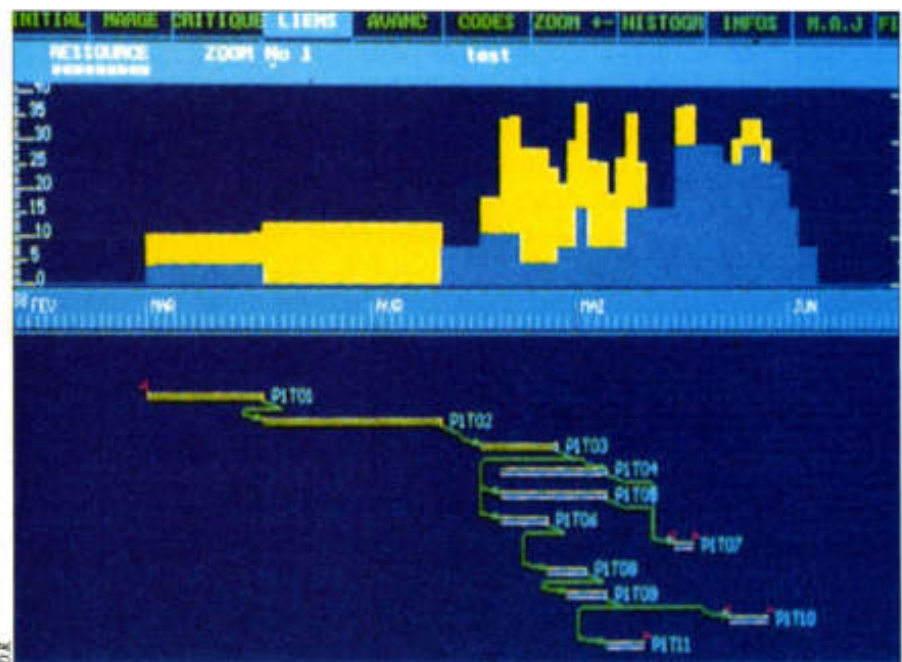 INITIAL MARGE CRITIQUE LIENS AVANC CODES ZOOM +- HISTOGR INFOS M.A.J FI
RESSOURCE ZOOM No 1 test
40
35
30
25
20
15
10
5
0
FEV MAR AVR MAI JUN
P1T01
P1T02
P1T03
P1T04
P1T05
P1T06
P1T07
P1T08
P1T09
P1T10
P1T11